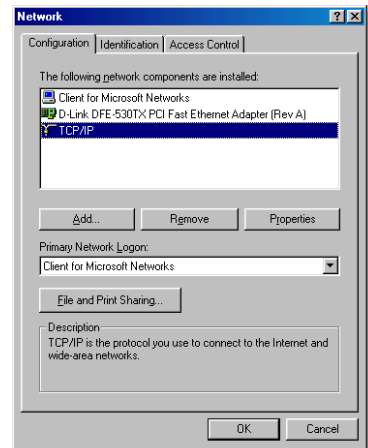 Network
Configuration Identification Access Control
The following network components are installed:
Client for Microsoft Networks
D-Link DFE-530TX PCI Fast Ethernet Adapter (Rev A)
TCP/IP
Add... Remove Properties
Primary Network Logon:
Client for Microsoft Networks
File and Print Sharing...
Description
TCP/IP is the protocol you use to connect to the Internet and
wide-area networks.
OK Cancel